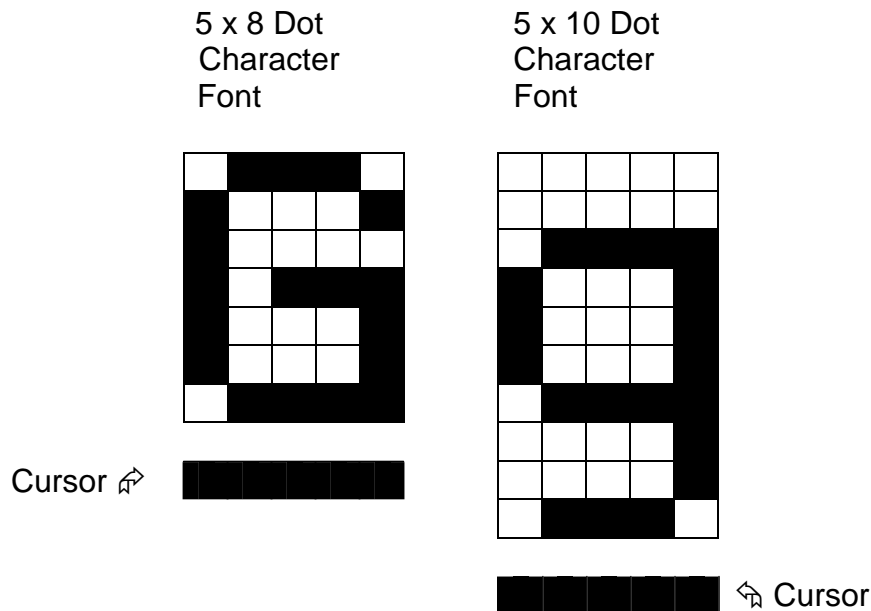 5 x 8 Dot
Character
Font
5 x 10 Dot
Character
Font
G
g
Cursor
Cursor